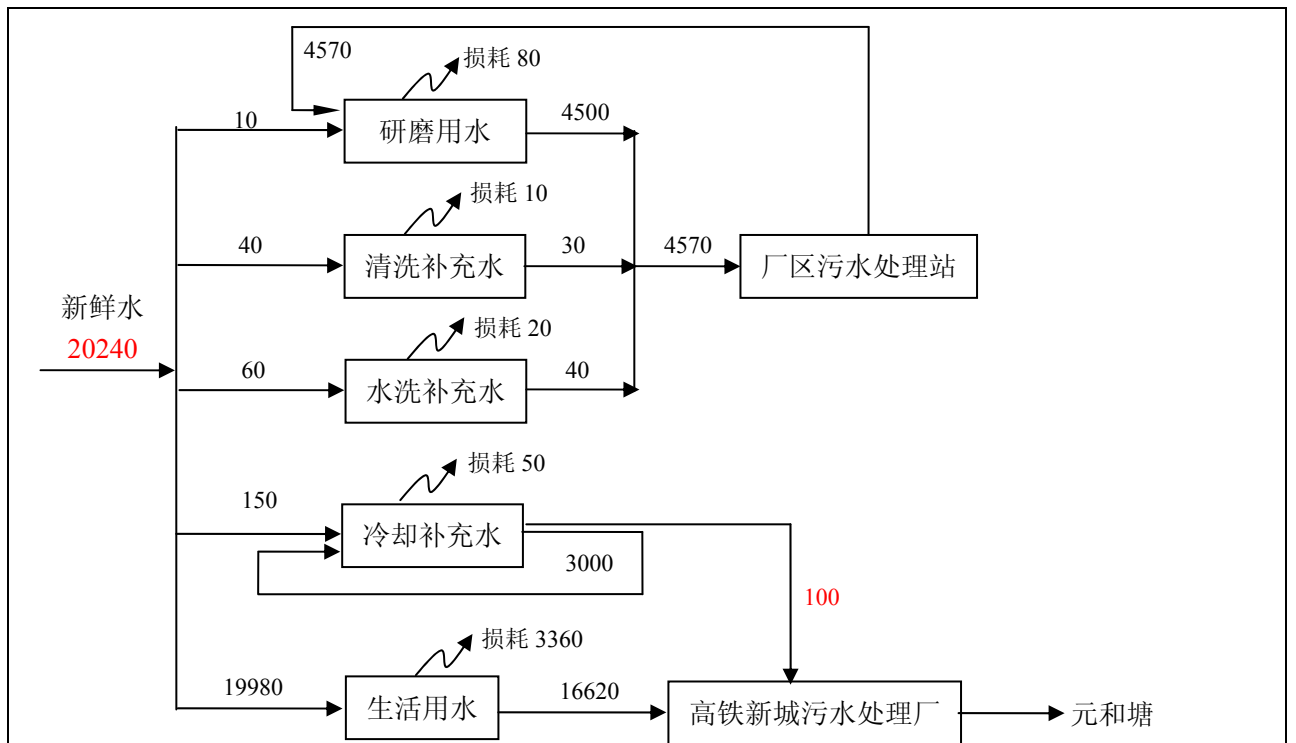 4570
损耗 80
10
研磨用水
4500
损耗 10
40
清洗补充水
30
4570
厂区污水处理站
新鲜水
20240
损耗 20
60
水洗补充水
40
损耗 50
150
冷却补充水
3000
100
损耗 3360
19980
生活用水
16620
高铁新城污水处理厂
元和塘